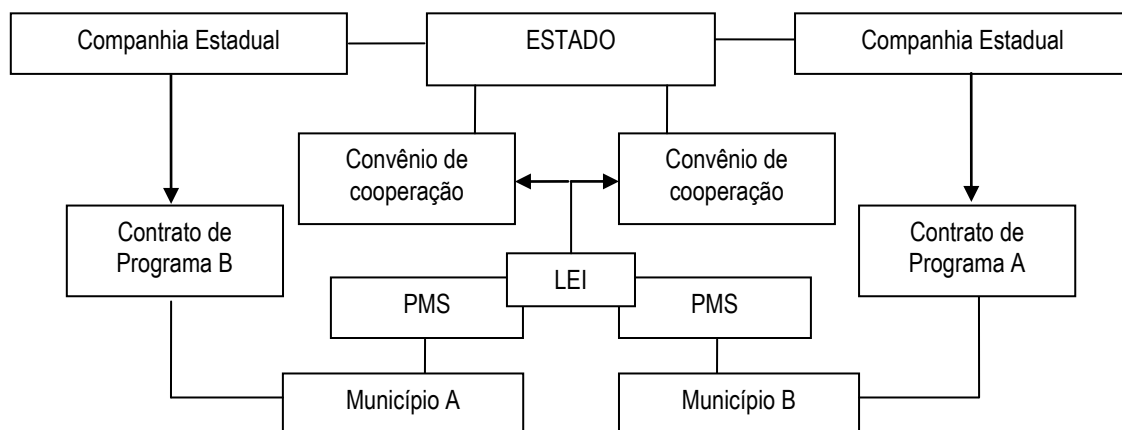 Companhia Estadual
ESTADO
Companhia Estadual
Convênio de
cooperação
Convênio de
cooperação
Contrato de
Programa B
Contrato de
Programa A
LEI
PMS
PMS
Município A
Município B